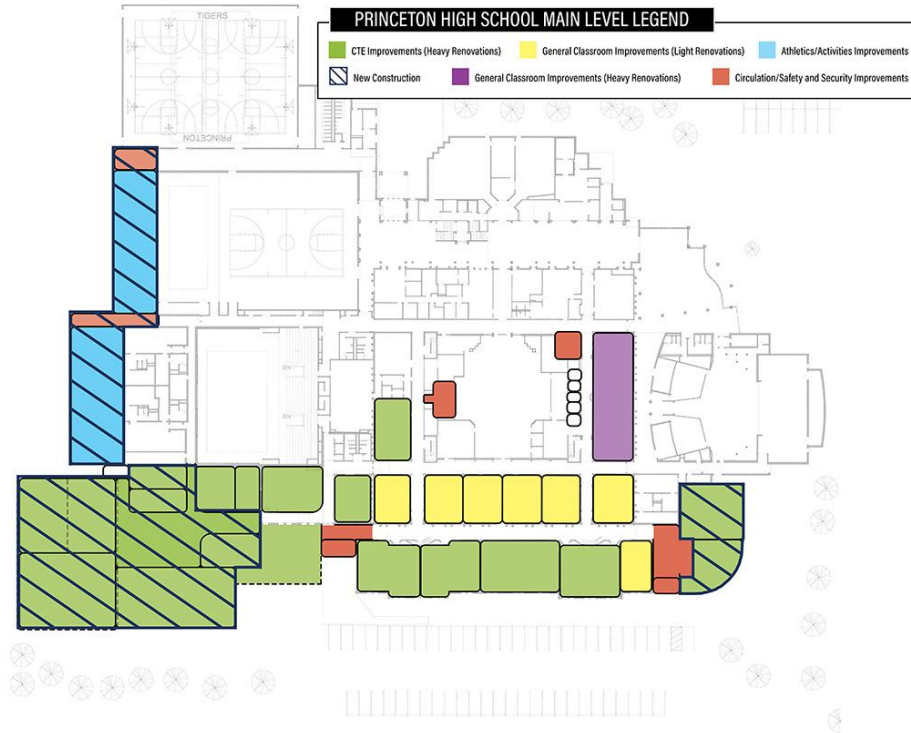 PRINCETON HIGH SCHOOL MAIN LEVEL LEGEND
CTE Improvements (Heavy Renovations)
General Classroom Improvements (Light Renovations)
Athletics/Activities Improvements
New Construction
General Classroom Improvements (Heavy Renovations)
Circulation/Safety and Security Improvements
TIGERS
PRINCETON